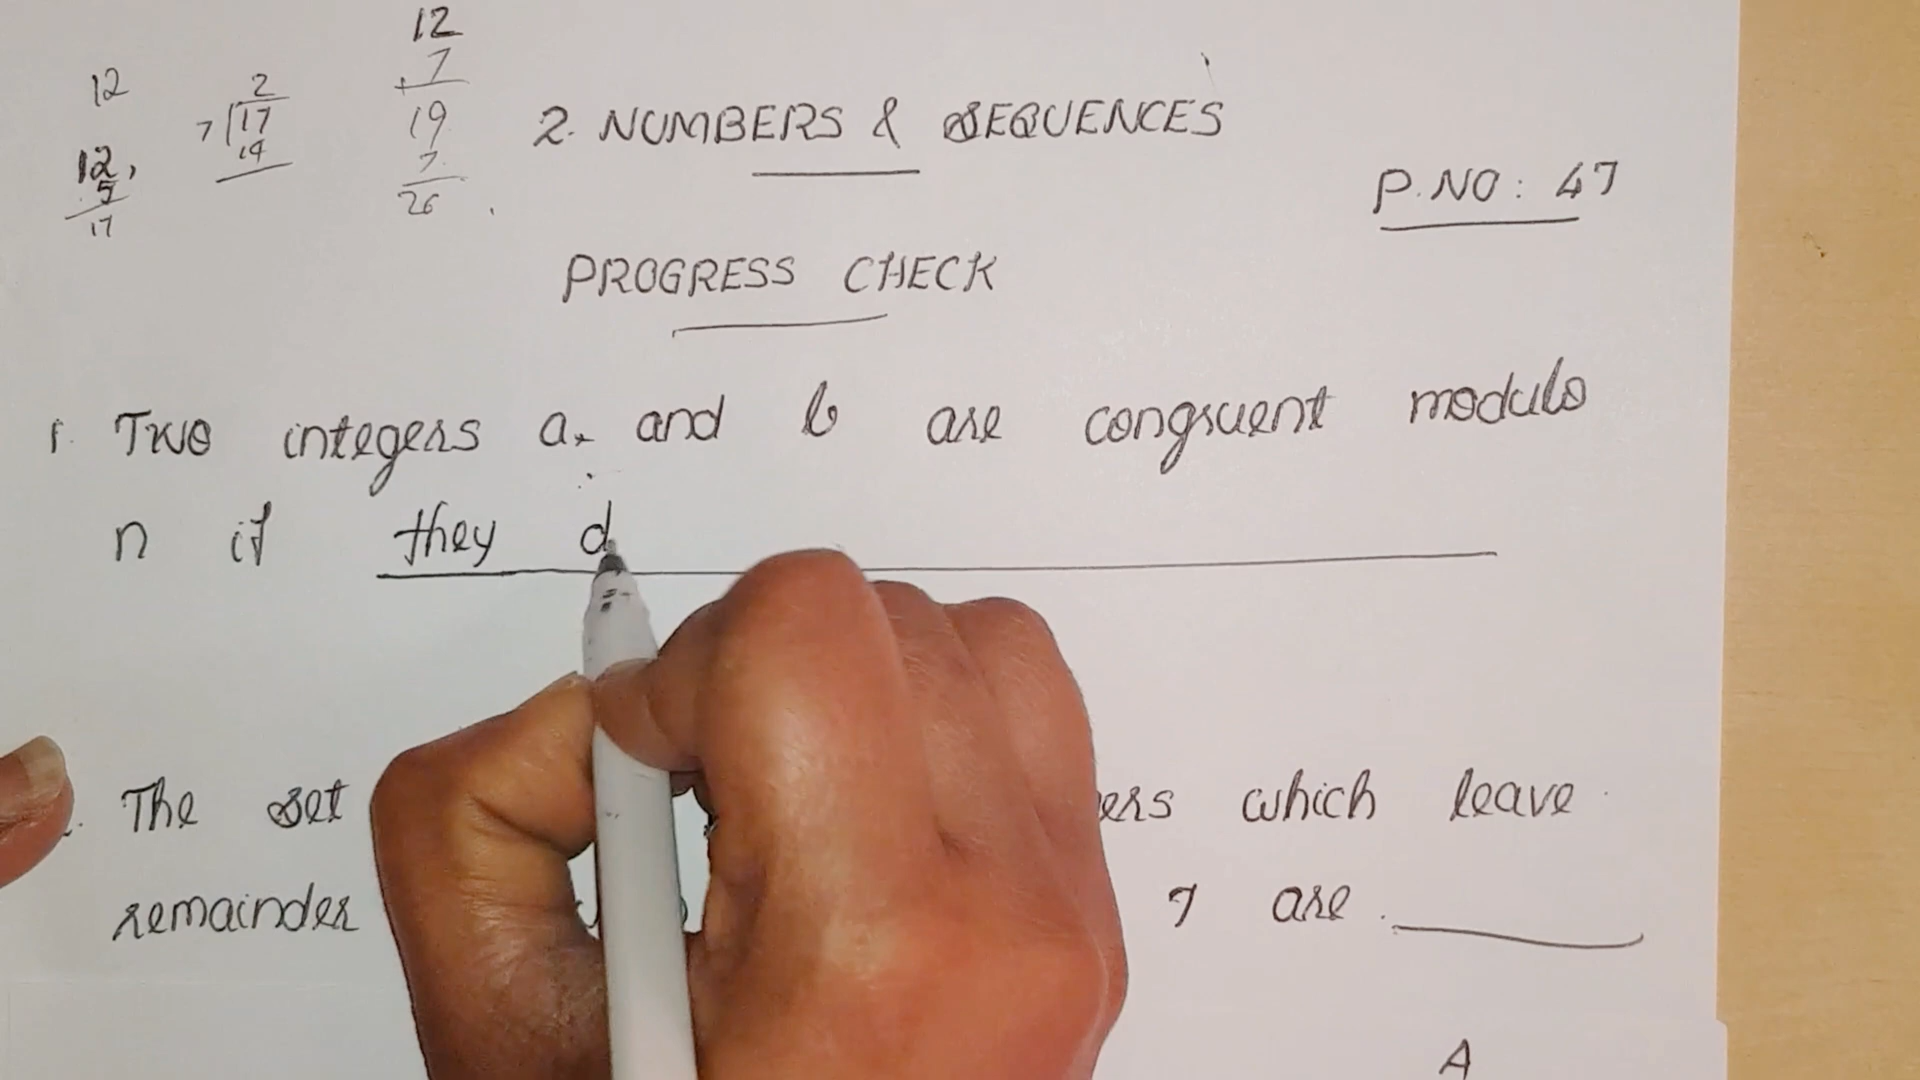 12
7
+
19
7
26
12
12,
5
17
2
7)17
14
2. NUMBERS & SEQUENCES
P.NO: 47
PROGRESS CHECK
1. Two integers a and b are congruent modulo
n if they d
The set which leave
remainder 7 are
A